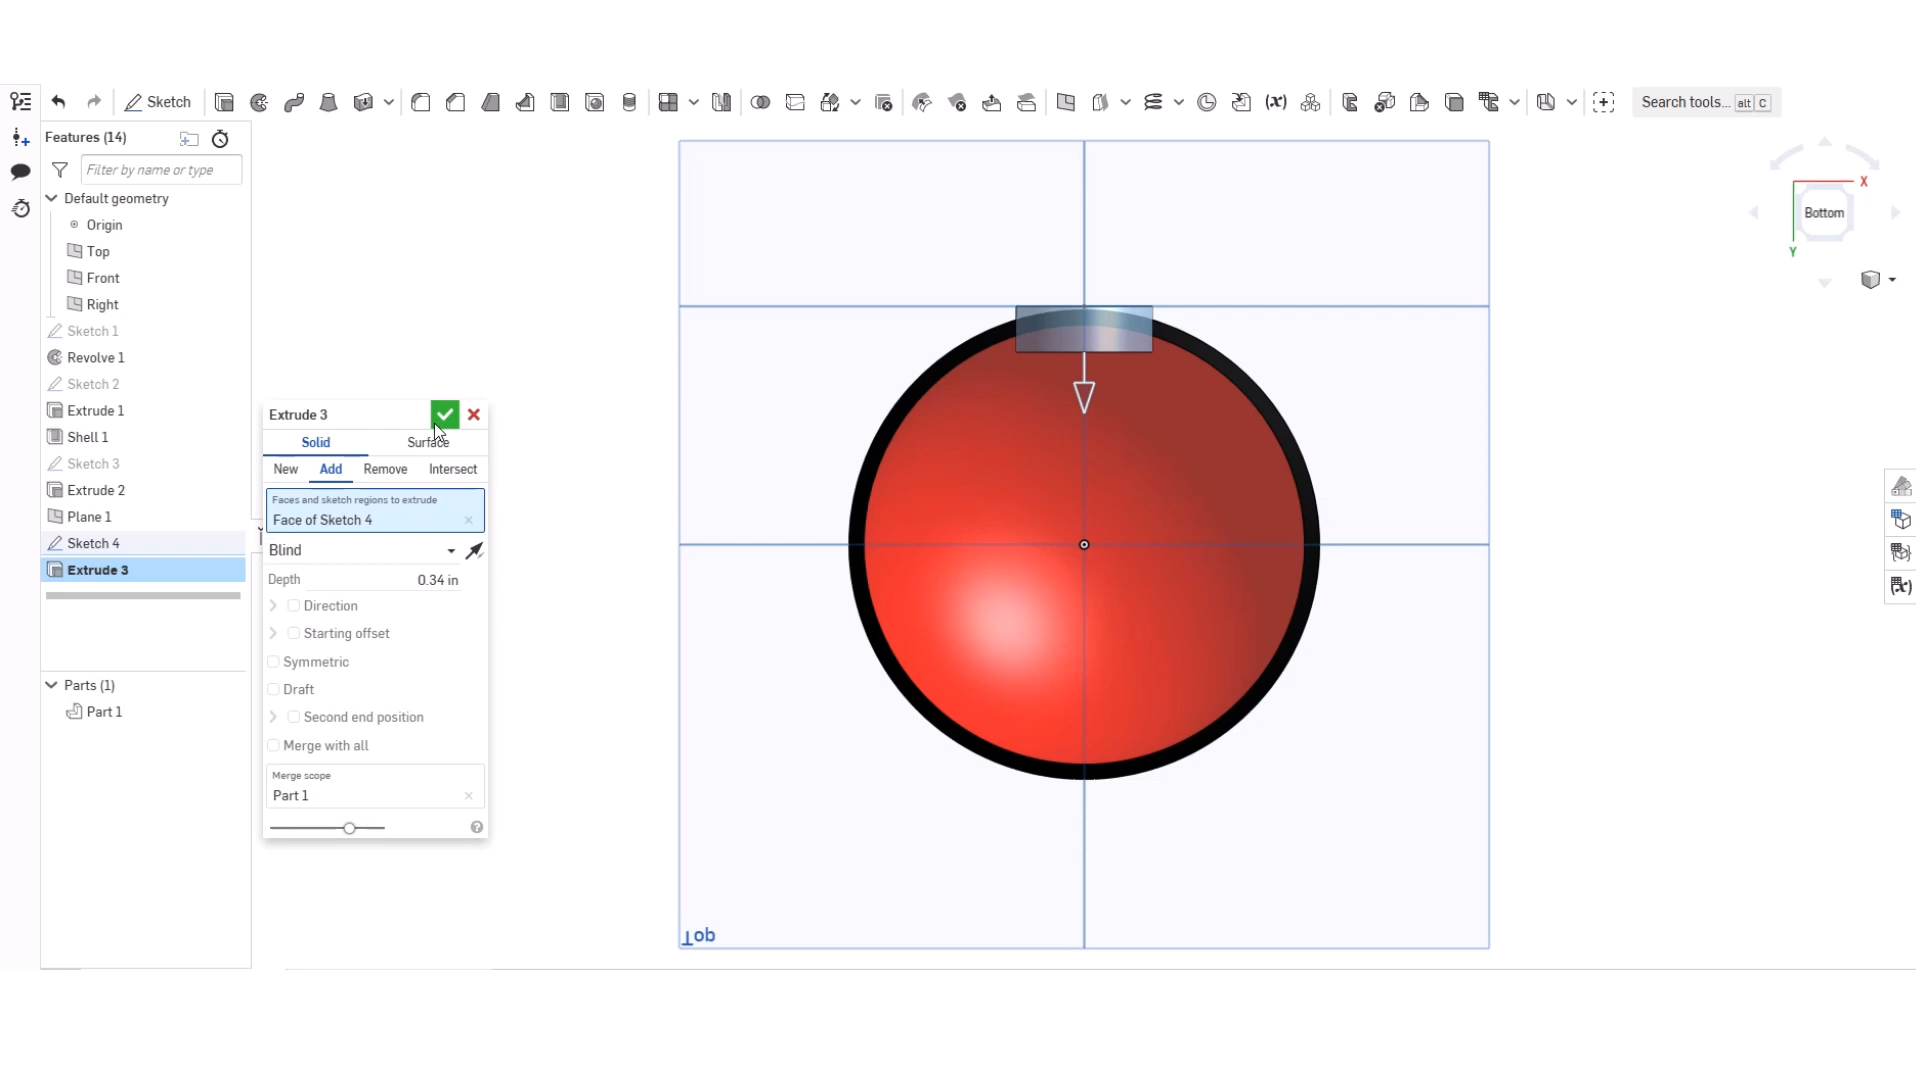 Sketch
(x)
Search tools... alt C
Features (14)
Filter by name or type
Default geometry
Origin
Top
Front
Right
Sketch 1
Revolve 1
Sketch 2
Extrude 1
Shell 1
Sketch 3
Extrude 2
Plane 1
Sketch 4
Extrude 3
Parts (1)
Part 1
Extrude 3
Solid
Surface
New
Add
Remove
Intersect
Faces and sketch regions to extrude
Face of Sketch 4
Blind
Depth
0.34 in
Direction
Starting offset
Symmetric
Draft
Second end position
Merge with all
Merge scope
Part 1
?
Top
X
Bottom
Y
(x)